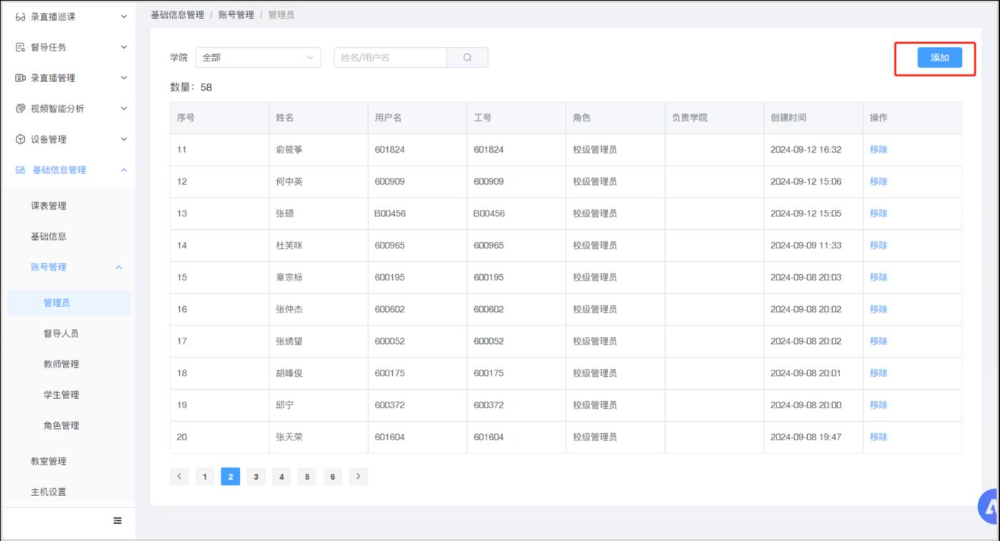 录直播巡课
督导任务
录直播管理
视频智能分析
设备管理
基础信息管理
课表管理
基础信息
账号管理
管理员
督导人员
教师管理
学生管理
角色管理
教室管理
主机设置
基础信息管理 / 账号管理 / 管理员
学院 全部 姓名/用户名 添加
数量：58
序号 姓名 用户名 工号 角色 负责学院 创建时间 操作
11 俞筱筝 601824 601824 校级管理员 2024-09-12 16:32 移除
12 何中英 600909 600909 校级管理员 2024-09-12 15:06 移除
13 张硕 B00456 B00456 校级管理员 2024-09-12 15:05 移除
14 杜笑咪 600965 600965 校级管理员 2024-09-09 11:33 移除
15 章宗标 600195 600195 校级管理员 2024-09-08 20:03 移除
16 张仲杰 600602 600602 校级管理员 2024-09-08 20:02 移除
17 张绣望 600052 600052 校级管理员 2024-09-08 20:02 移除
18 胡峰俊 600175 600175 校级管理员 2024-09-08 20:01 移除
19 邱宁 600372 600372 校级管理员 2024-09-08 20:00 移除
20 张天荣 601604 601604 校级管理员 2024-09-08 19:47 移除
1 2 3 4 5 6